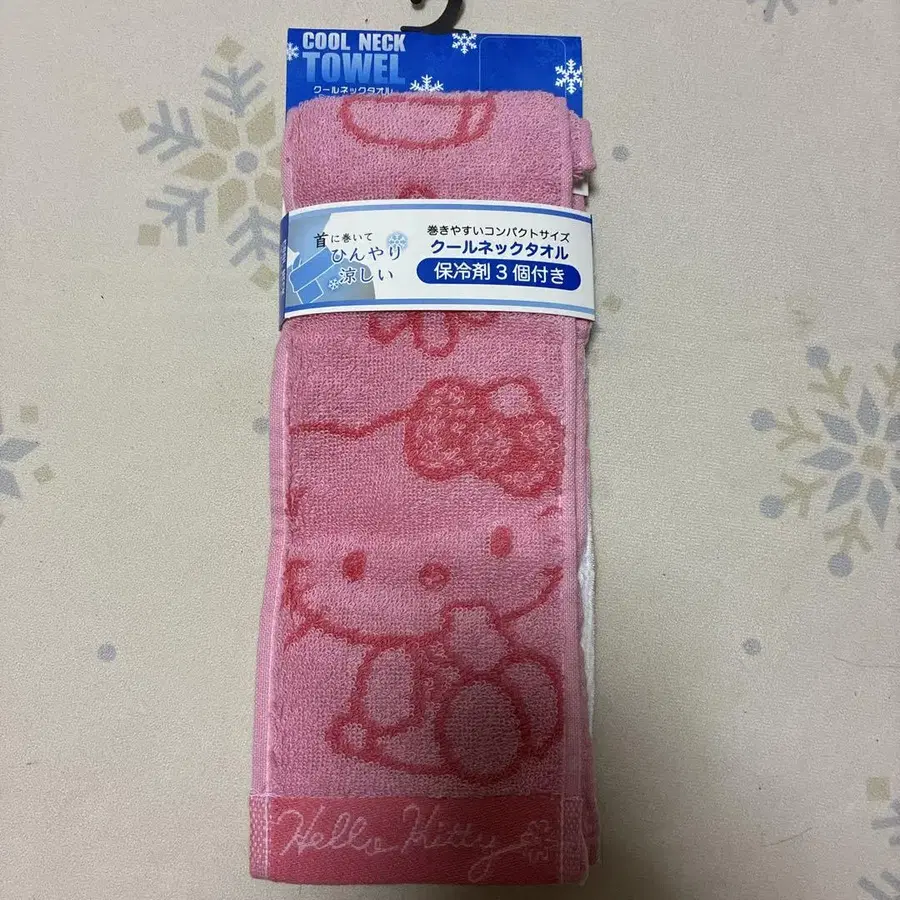 COOL NECK
TOWEL
クールネックタオル
首に巻いて
ひんやり
涼しい
巻きやすいコンパクトサイズ
クールネックタオル
保冷剤3個付き
Hello Kitty